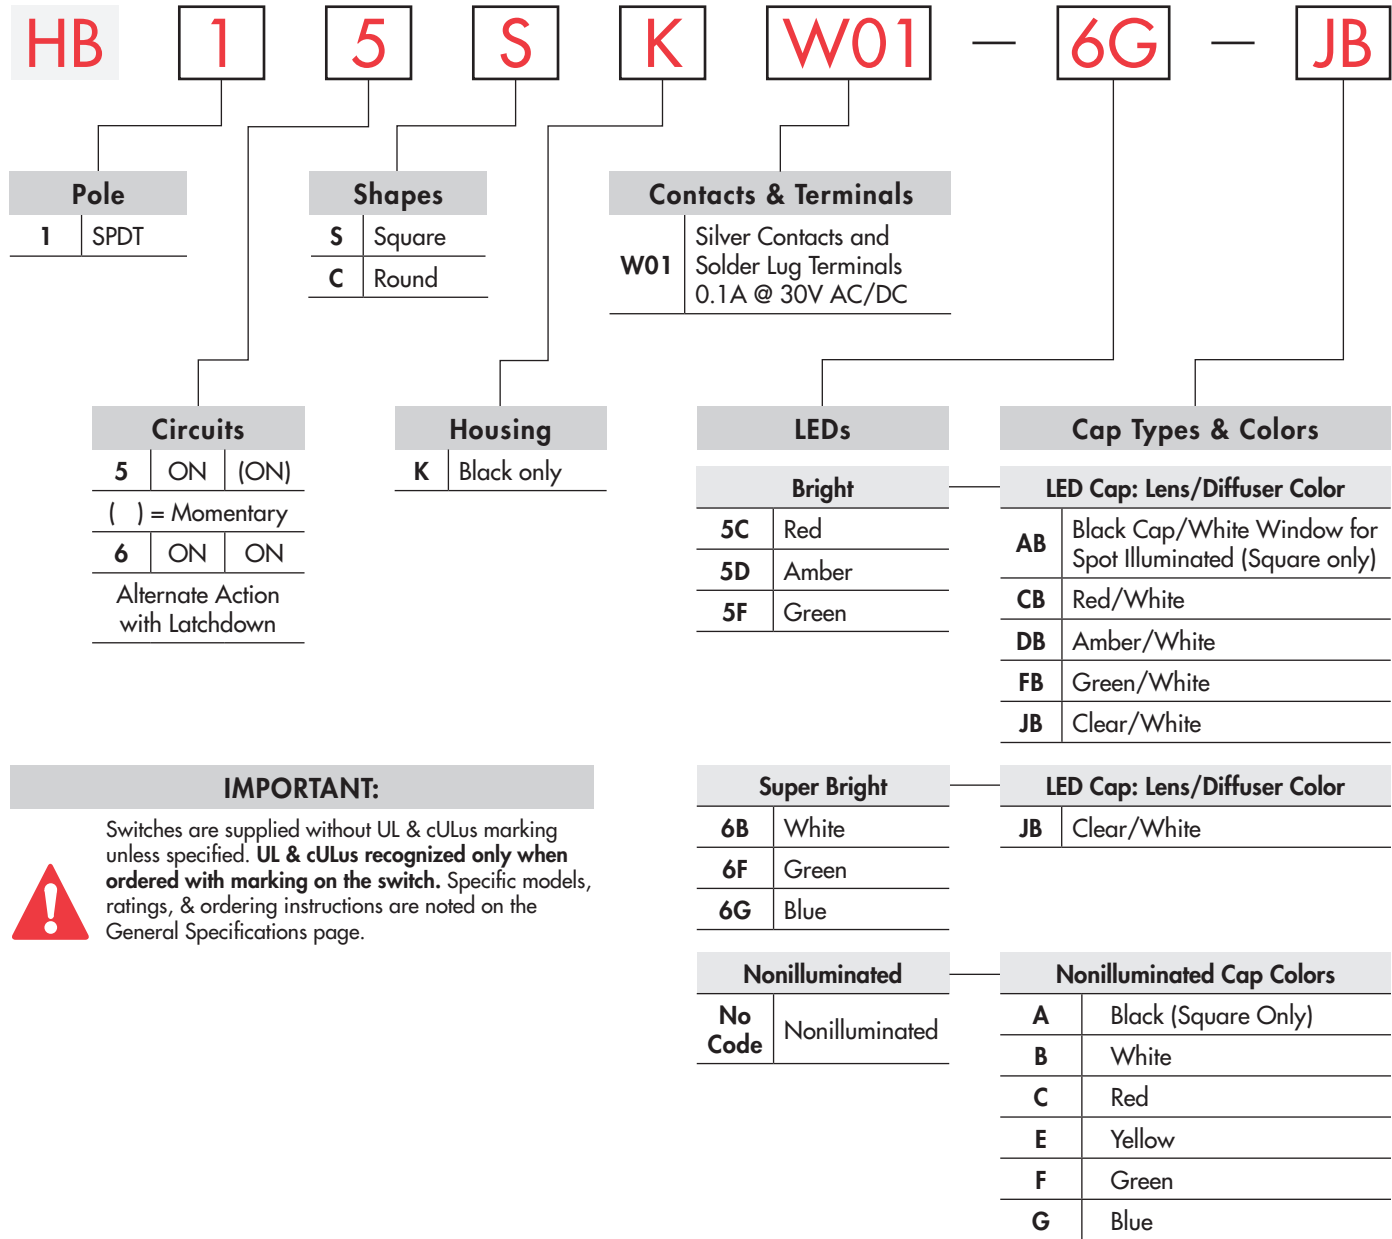 HB 1 5 S K W01 — 6G — JB
Pole
1 SPDT
Shapes
S Square
C Round
Contacts & Terminals
W01 Silver Contacts and
Solder Lug Terminals
0.1A @ 30V AC/DC
Circuits
5 ON (ON)
( ) = Momentary
6 ON ON
Alternate Action
with Latchdown
Housing
K Black only
LEDs
Bright
5C Red
5D Amber
5F Green
Cap Types & Colors
LED Cap: Lens/Diffuser Color
AB Black Cap/White Window for
Spot Illuminated (Square only)
CB Red/White
DB Amber/White
FB Green/White
JB Clear/White
IMPORTANT:
Switches are supplied without UL & cULus marking
unless specified. UL & cULus recognized only when
ordered with marking on the switch. Specific models,
ratings, & ordering instructions are noted on the
General Specifications page.
!
Super Bright
6B White
6F Green
6G Blue
LED Cap: Lens/Diffuser Color
JB Clear/White
Nonilluminated
No
Code Nonilluminated
Nonilluminated Cap Colors
A Black (Square Only)
B White
C Red
E Yellow
F Green
G Blue